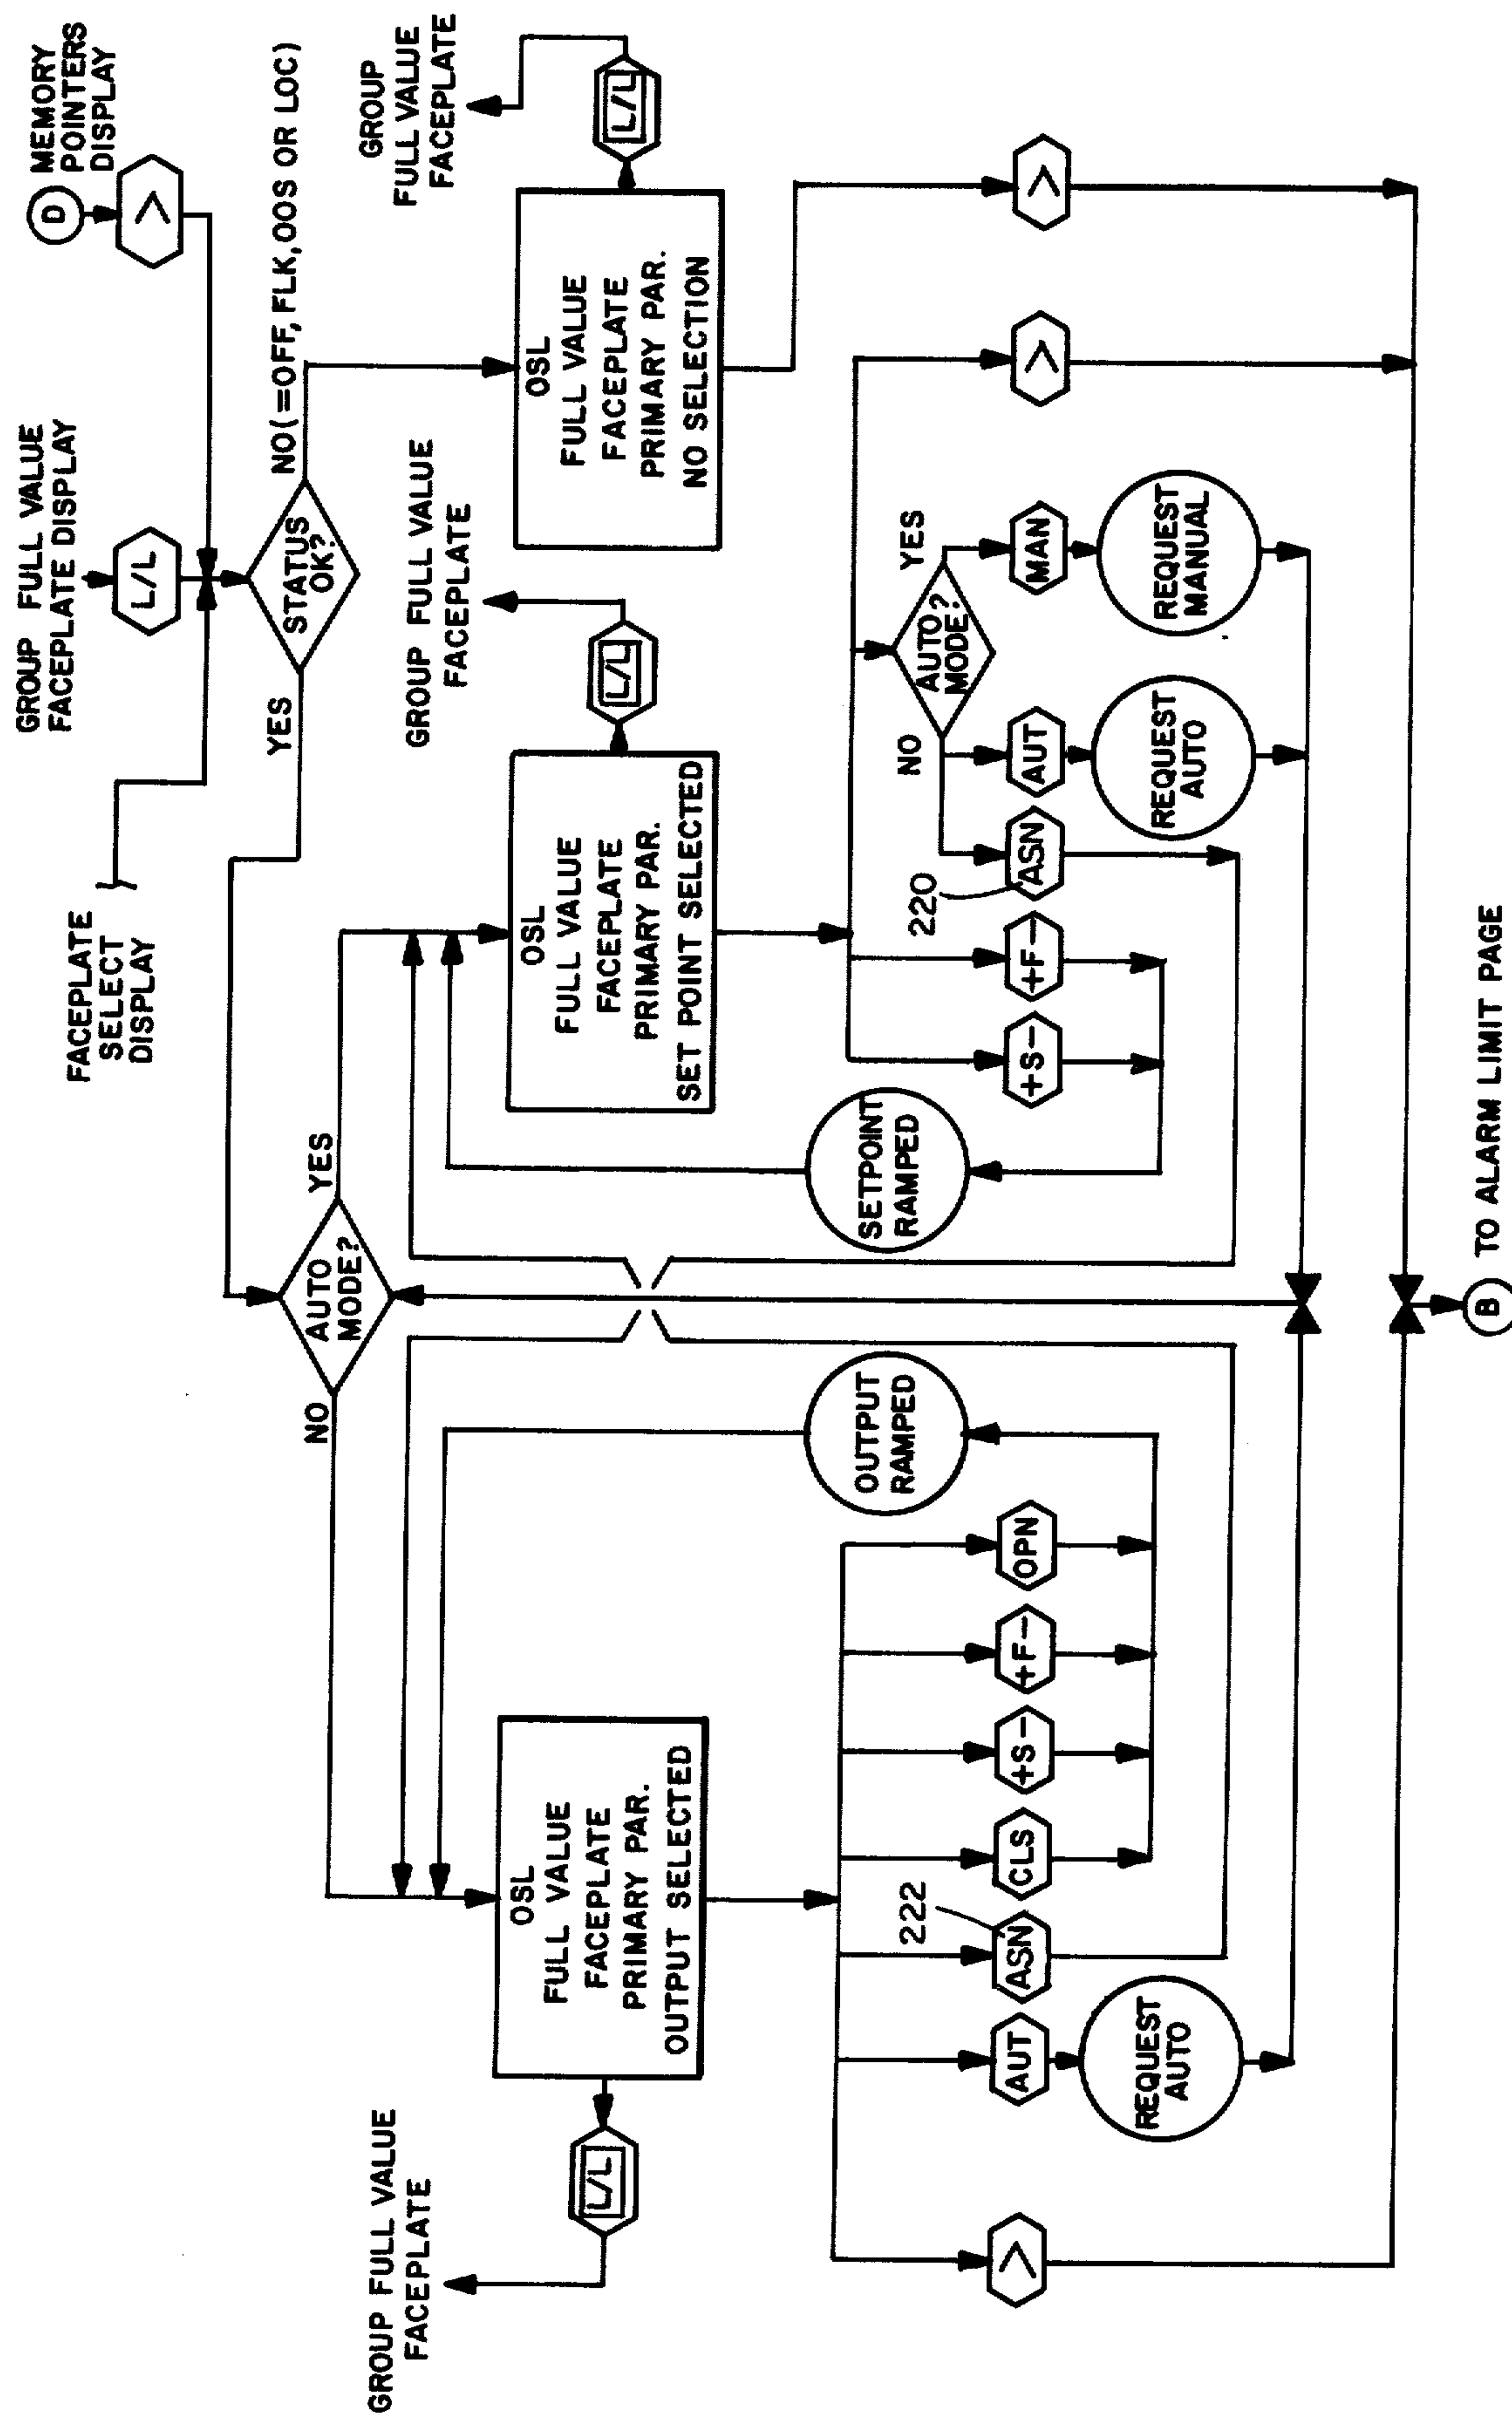 GROUP FULL VALUE
FACEPLATE DISPLAY
D
MEMORY
POINTERS
DISPLAY
FACEPLATE
SELECT
DISPLAY
L/L
>
STATUS
OK?
YES
NO(=OFF,FLK,OOS OR LOC)
AUTO
MODE?
NO
YES
GROUP FULL VALUE
FACEPLATE
GROUP FULL VALUE
FACEPLATE
GROUP
FULL VALUE
FACEPLATE
L/L
OSL
FULL VALUE
FACEPLATE
PRIMARY PAR.
OUTPUT SELECTED
OSL
FULL VALUE
FACEPLATE
PRIMARY PAR.
SET POINT SELECTED
L/L
OSL
FULL VALUE
FACEPLATE
PRIMARY PAR.
NO SELECTION
L/L
OUTPUT
RAMPED
SETPOINT
RAMPED
AUTO
MODE?
NO
YES
222
220
>
AUT
ASN
CLS
+S-
+F-
OPN
+S-
+F-
ASN
AUT
MAN
>
>
REQUEST
AUTO
REQUEST
AUTO
REQUEST
MANUAL
B
TO ALARM LIMIT PAGE